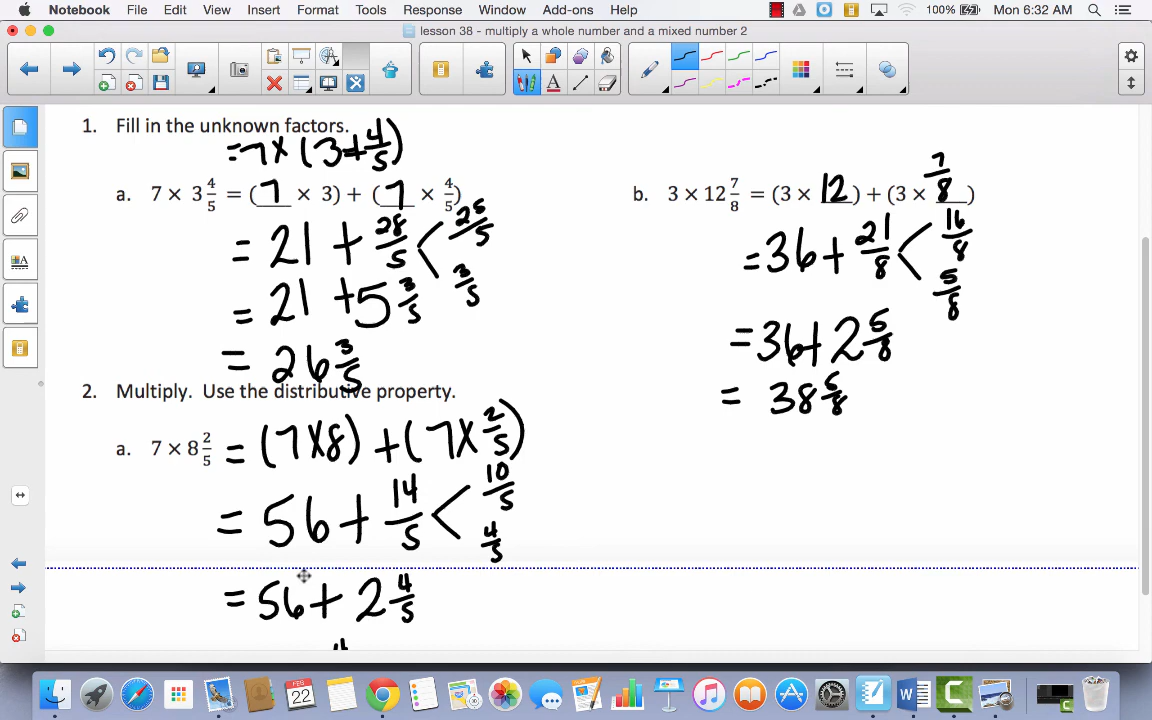 Notebook File Edit View Insert Format Tools Response Window Add-ons Help 100% Mon 6:32 AM
lesson 38 - multiply a whole number and a mixed number 2
1. Fill in the unknown factors.
= 7 × (3 + 4/5)
a. 7 × 3 4/5 = (7 × 3) + (7 × 4/5)
= 21 + 28/5 < 25/5 3/5
= 21 + 5 3/5
= 26 3/5
b. 3 × 12 7/8 = (3 × 12) + (3 × 7/8)
= 36 + 21/8 < 16/8 5/8
= 36 + 2 5/8
= 38 5/8
2. Multiply. Use the distributive property.
a. 7 × 8 2/5 = (7 × 8) + (7 × 2/5)
= 56 + 14/5 < 10/5 4/5
= 56 + 2 4/5
FEB
22